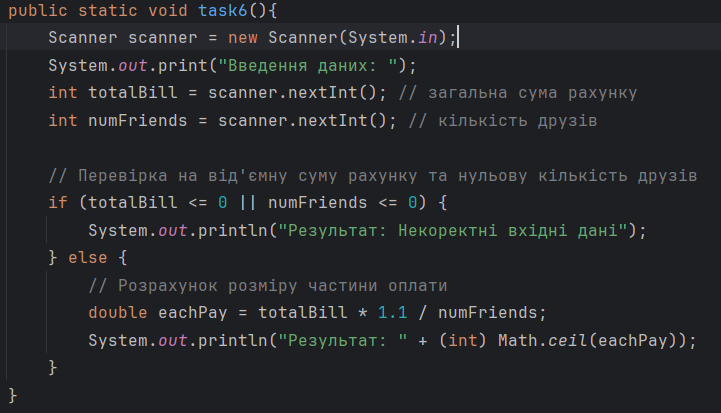 public static void task6(){
    Scanner scanner = new Scanner(System.in);
    System.out.print("Введення даних: ");
    int totalBill = scanner.nextInt(); // загальна сума рахунку
    int numFriends = scanner.nextInt(); // кількість друзів

    // Перевірка на від'ємну суму рахунку та нульову кількість друзів
    if (totalBill <= 0 || numFriends <= 0) {
        System.out.println("Результат: Некоректні вхідні дані");
    } else {
        // Розрахунок розміру частини оплати
        double eachPay = totalBill * 1.1 / numFriends;
        System.out.println("Результат: " + (int) Math.ceil(eachPay));
    }
}